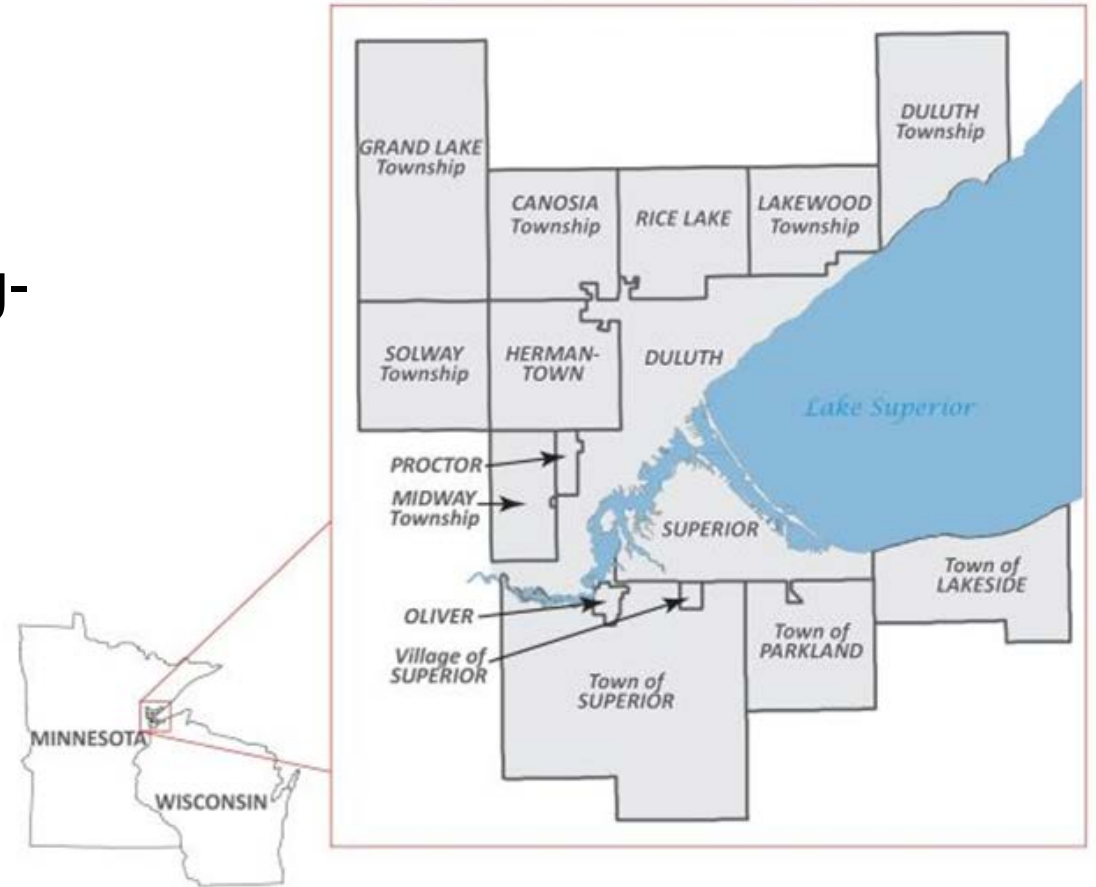 g-
GRAND LAKE
Township
DULUTH
Township
CANOSIA
Township
RICE LAKE
LAKEWOOD
Township
SOLWAY
Township
HERMAN-
TOWN
DULUTH
Lake Superior
PROCTOR
MIDWAY
Township
SUPERIOR
Town of
LAKESIDE
OLIVER
Village of
SUPERIOR
Town of
SUPERIOR
Town of
PARKLAND
MINNESOTA
WISCONSIN